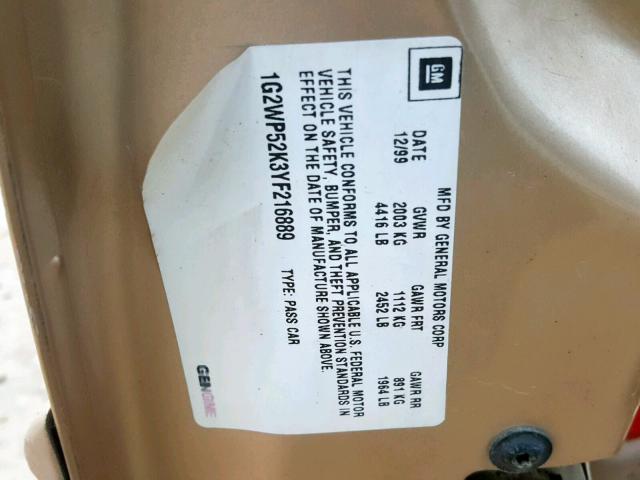 GM
MFD BY GENERAL MOTORS CORP
DATE GVWR GAWR FRT GAWR RR
12/99 2003 KG 1112 KG 891 KG
4416 LB 2452 LB 1964 LB
THIS VEHICLE CONFORMS TO ALL APPLICABLE U.S. FEDERAL MOTOR
VEHICLE SAFETY, BUMPER, AND THEFT PREVENTION STANDARDS IN
EFFECT ON THE DATE OF MANUFACTURE SHOWN ABOVE.
1G2WP52K3YF216889 TYPE: PASS CAR
GENUINE